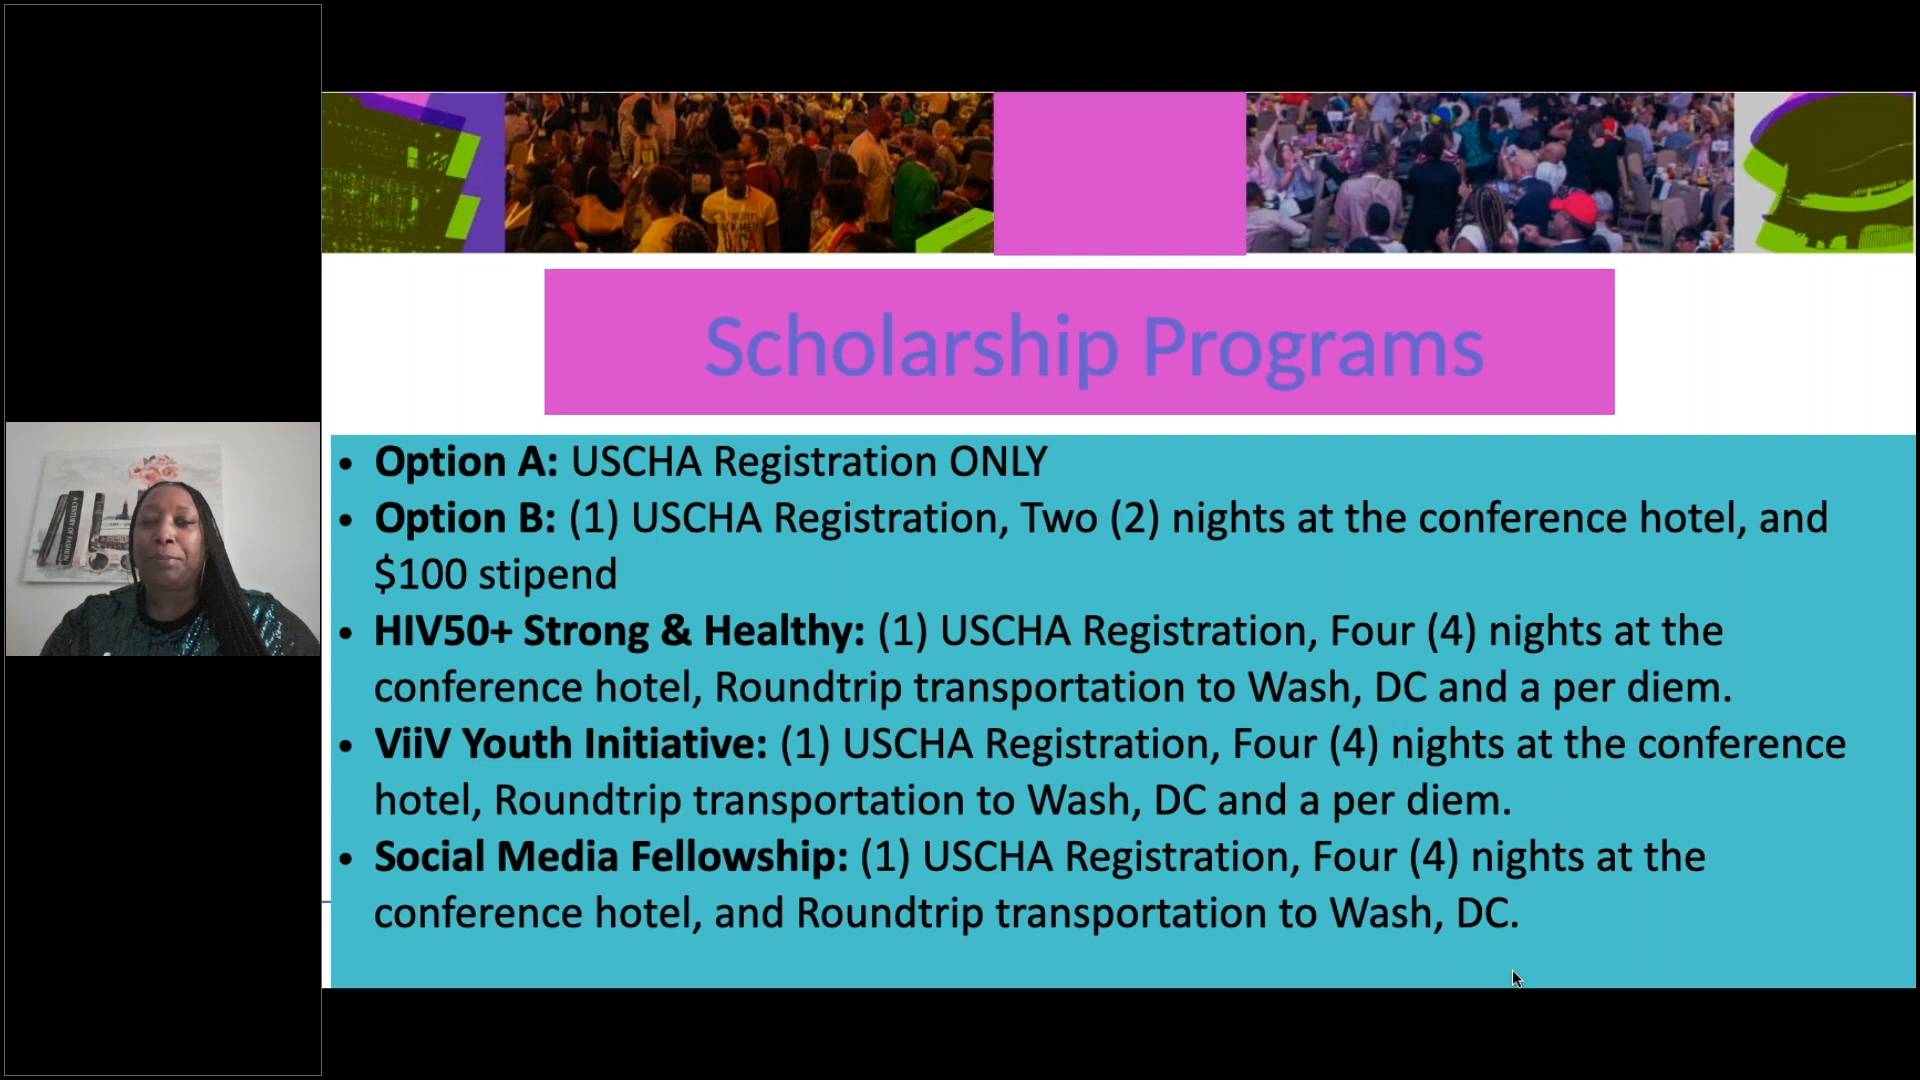 Scholarship Programs
• Option A: USCHA Registration ONLY
• Option B: (1) USCHA Registration, Two (2) nights at the conference hotel, and
$100 stipend
• HIV50+ Strong & Healthy: (1) USCHA Registration, Four (4) nights at the
conference hotel, Roundtrip transportation to Wash, DC and a per diem.
• ViiV Youth Initiative: (1) USCHA Registration, Four (4) nights at the conference
hotel, Roundtrip transportation to Wash, DC and a per diem.
• Social Media Fellowship: (1) USCHA Registration, Four (4) nights at the
conference hotel, and Roundtrip transportation to Wash, DC.
A CENTURY OF FASHION